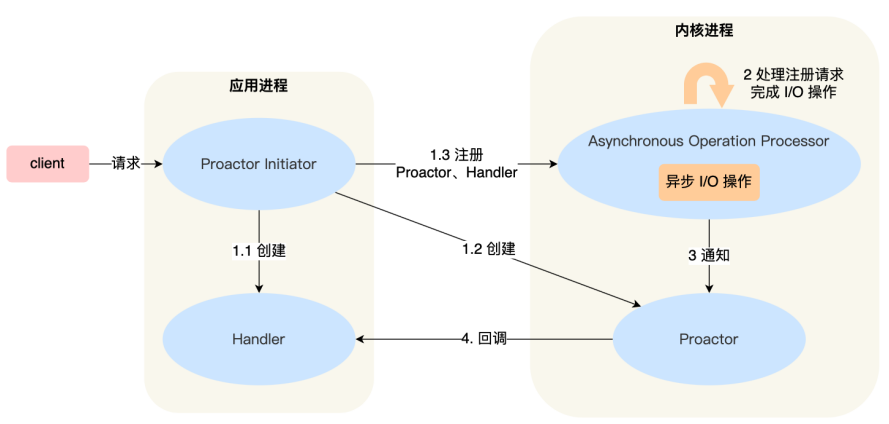 内核进程
应用进程
2 处理注册请求
完成 I/O 操作
Asynchronous Operation Processor
client
请求
Proactor Initiator
1.3 注册
Proactor、Handler
异步 I/O 操作
1.1 创建
1.2 创建
3 通知
Handler
4. 回调
Proactor